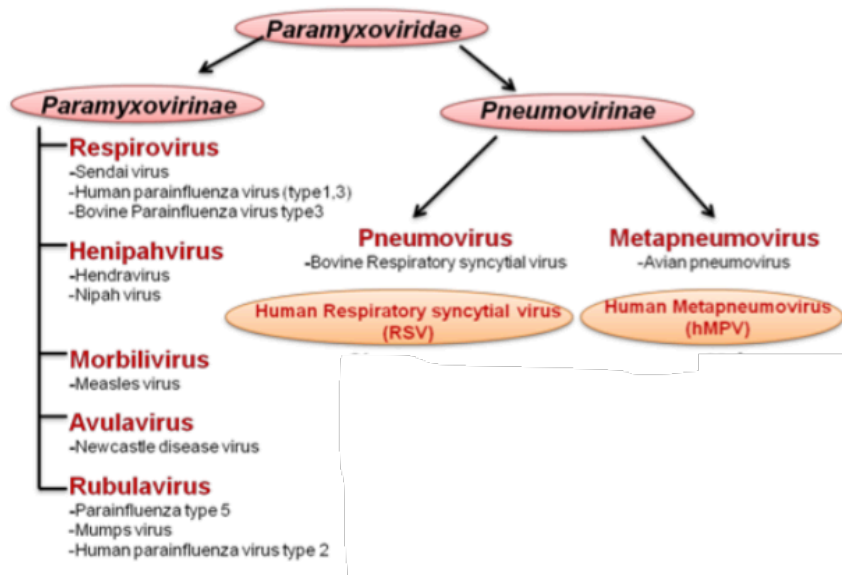 Paramyxoviridae
Paramyxovirinae
Pneumovirinae
Respirovirus
-Sendai virus
-Human parainfluenza virus (type1,3)
-Bovine Parainfluenza virus type3
Henipahvirus
-Hendravirus
-Nipah virus
Morbilivirus
-Measles virus
Avulavirus
-Newcastle disease virus
Rubulavirus
-Parainfluenza type 5
-Mumps virus
-Human parainfluenza virus type 2
Pneumovirus
-Bovine Respiratory syncytial virus
Human Respiratory syncytial virus
(RSV)
Metapneumovirus
-Avian pneumovirus
Human Metapneumovirus
(hMPV)